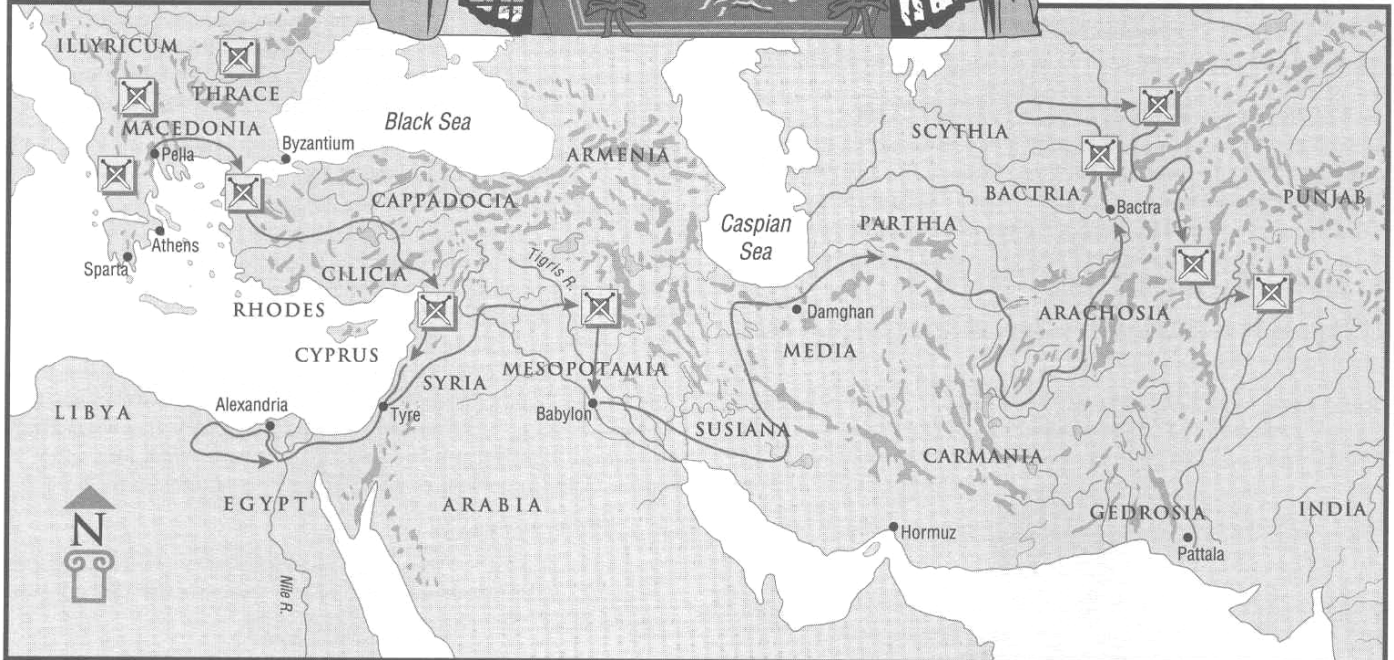 ILLYRICUM
THRACE
MACEDONIA
Pella
Byzantium
Black Sea
ARMENIA
SCYTHIA
CAPPADOCIA
Caspian
Sea
PARTHIA
BACTRIA
Bactra
PUNJAB
Athens
Sparta
CILICIA
Tigris R.
RHODES
CYPRUS
Damghan
MEDIA
ARACHOSIA
SYRIA
MESOPOTAMIA
LIBYA
Alexandria
Tyre
Babylon
SUSIANA
CARMANIA
EGYPT
ARABIA
GEDROSIA
INDIA
N
Hormuz
Pattala
Nile R.